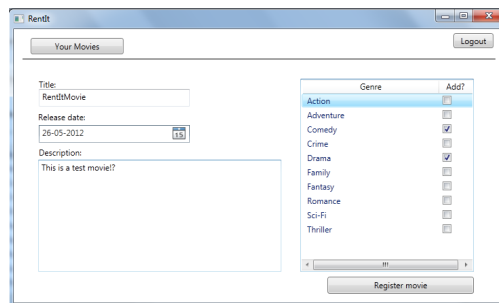 RentIt
Your Movies
Logout
Title:
RentItMovie
Release date:
26-05-2012
15
Description:
This is a test movie!?
Genre Add?
Action
Adventure
Comedy
Crime
Drama
Family
Fantasy
Romance
Sci-Fi
Thriller
Register movie